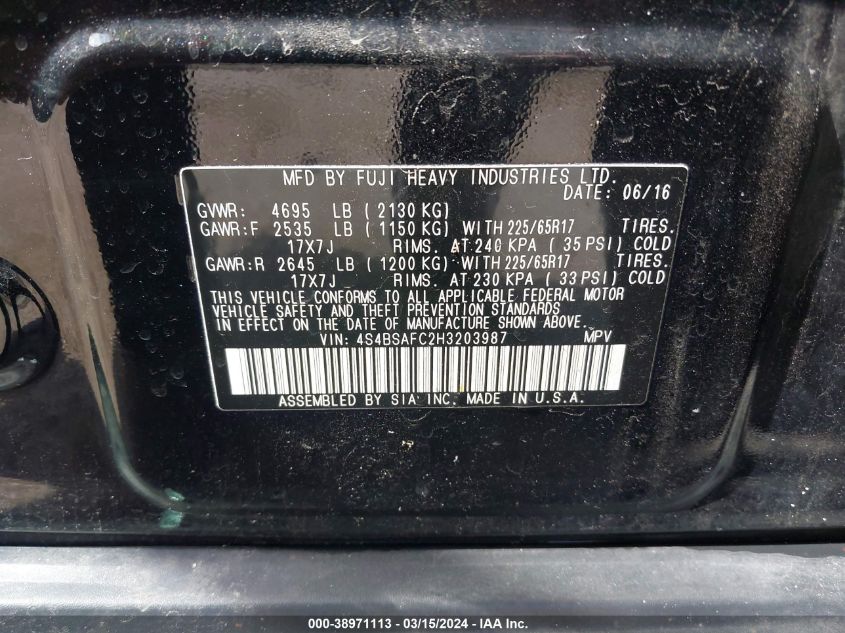 MFD BY FUJI HEAVY INDUSTRIES LTD.
DATE: 06/16
GVWR: 4695 LB ( 2130 KG)
GAWR:F 2535 LB ( 1150 KG) WITH 225/65R17 TIRES.
17X7J RIMS. AT 240 KPA ( 35 PSI) COLD
GAWR:R 2645 LB ( 1200 KG) WITH 225/65R17 TIRES.
17X7J RIMS. AT 230 KPA ( 33 PSI) COLD
THIS VEHICLE CONFORMS TO ALL APPLICABLE FEDERAL MOTOR
VEHICLE SAFETY AND THEFT PREVENTION STANDARDS
IN EFFECT ON THE DATE OF MANUFACTURE SHOWN ABOVE.
VIN: 4S4BSAFC2H3203987 MPV
ASSEMBLED BY SIA INC. MADE IN U.S.A.
000-38971113 - 03/15/2024 - IAA Inc.